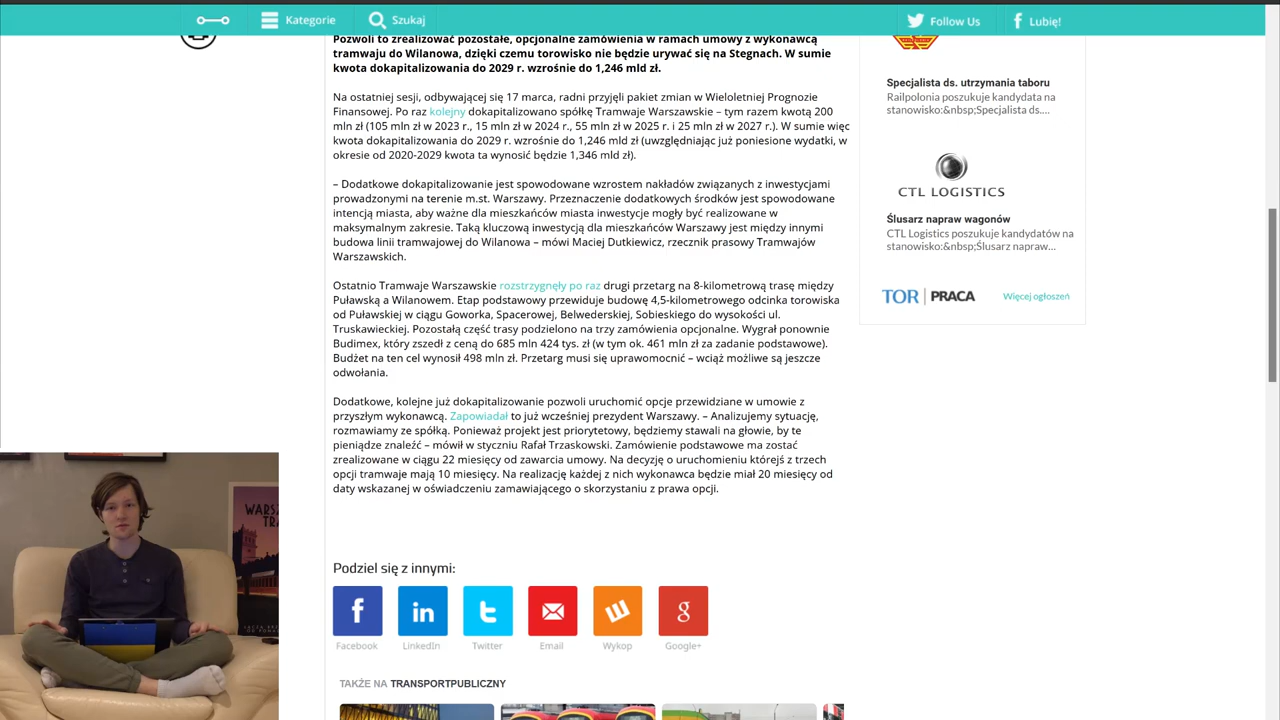 Kategorie
Szukaj
Follow Us
Lubię!
Pozwoli to zrealizować pozostałe, opcjonalne zamówienia w ramach umowy z wykonawcą
tramwaju do Wilanowa, dzięki czemu torowisko nie będzie urywać się na Stegnach. W sumie
kwota dokapitalizowania do 2029 r. wzrośnie do 1,246 mld zł.
Na ostatniej sesji, odbywającej się 17 marca, radni przyjęli pakiet zmian w Wieloletniej Prognozie
Finansowej. Po raz kolejny dokapitalizowano spółkę Tramwaje Warszawskie – tym razem kwotą 200
mln zł (105 mln zł w 2023 r., 15 mln zł w 2024 r., 55 mln zł w 2025 r. i 25 mln zł w 2027 r.). W sumie więc
kwota dokapitalizowania do 2029 r. wzrośnie do 1,246 mld zł (uwzględniając już poniesione wydatki, w
okresie od 2020-2029 kwota ta wynosić będzie 1,346 mld zł).
– Dodatkowe dokapitalizowanie jest spowodowane wzrostem nakładów związanych z inwestycjami
prowadzonymi na terenie m.st. Warszawy. Przeznaczenie dodatkowych środków jest spowodowane
intencją miasta, aby ważne dla mieszkańców miasta inwestycje mogły być realizowane w
maksymalnym zakresie. Taką kluczową inwestycją dla mieszkańców Warszawy jest między innymi
budowa linii tramwajowej do Wilanowa – mówi Maciej Dutkiewicz, rzecznik prasowy Tramwajów
Warszawskich.
Ostatnio Tramwaje Warszawskie rozstrzygnęły po raz drugi przetarg na 8-kilometrową trasę między
Puławską a Wilanowem. Etap podstawowy przewiduje budowę 4,5-kilometrowego odcinka torowiska
od Puławskiej w ciągu Goworka, Spacerowej, Belwederskiej, Sobieskiego do wysokości ul.
Truskawieckiej. Pozostałą część trasy podzielono na trzy zamówienia opcjonalne. Wygrał ponownie
Budimex, który zszedł z ceną do 685 mln 424 tys. zł (w tym ok. 461 mln zł za zadanie podstawowe).
Budżet na ten cel wynosił 498 mln zł. Przetarg musi się uprawomocnić – wciąż możliwe są jeszcze
odwołania.
Dodatkowe, kolejne już dokapitalizowanie pozwoli uruchomić opcje przewidziane w umowie z
przyszłym wykonawcą. Zapowiadał to już wcześniej prezydent Warszawy. – Analizujemy sytuację,
rozmawiamy ze spółką. Ponieważ projekt jest priorytetowy, będziemy stawali na głowie, by te
pieniądze znaleźć – mówił w styczniu Rafał Trzaskowski. Zamówienie podstawowe ma zostać
zrealizowane w ciągu 22 miesięcy od zawarcia umowy. Na decyzję o uruchomieniu którejś z trzech
opcji tramwaje mają 10 miesięcy. Na realizację każdej z nich wykonawca będzie miał 20 miesięcy od
daty wskazanej w oświadczeniu zamawiającego o skorzystaniu z prawa opcji.
Podziel się z innymi:
Facebook
LinkedIn
Twitter
Email
Wykop
Google+
TAKŻE NA TRANSPORTPUBLICZNY
Specjalista ds. utrzymania taboru
Railpolonia poszukuje kandydata na
stanowisko:&nbsp;Specjalista ds....
CTL LOGISTICS
Ślusarz napraw wagonów
CTL Logistics poszukuje kandydatów na
stanowisko:&nbsp;Ślusarz napraw...
TOR PRACA
Więcej ogłoszeń